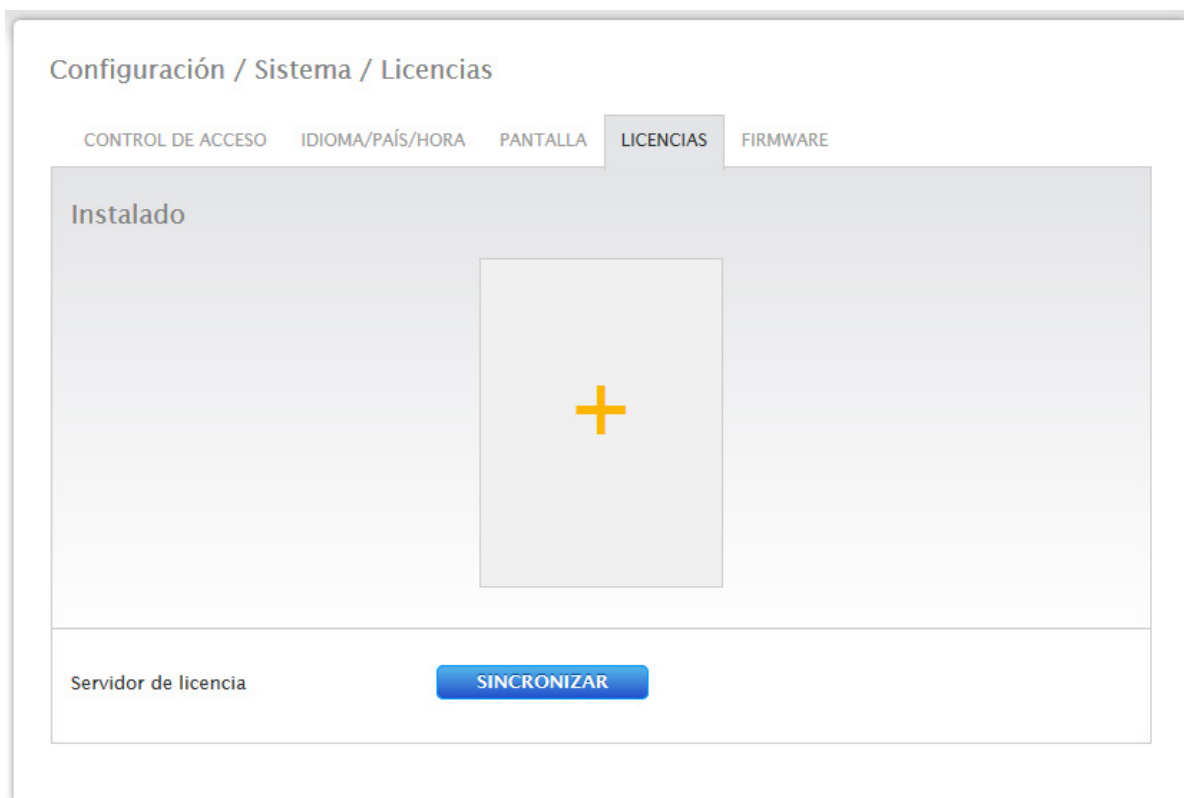 Configuración / Sistema / Licencias
CONTROL DE ACCESO IDIOMA/PAÍS/HORA PANTALLA LICENCIAS FIRMWARE
Instalado
Servidor de licencia SINCRONIZAR